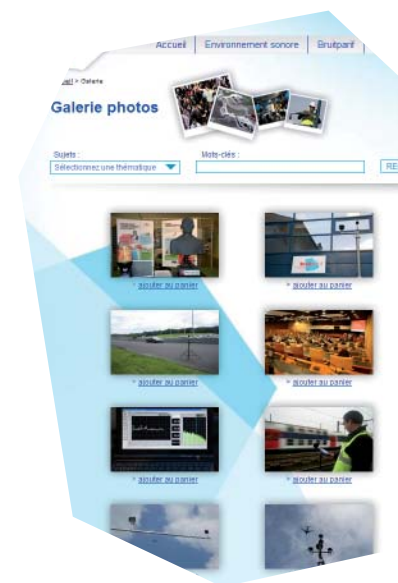 Accueil | Environnement sonore | Bruitparif |
> Galerie
Galerie photos
Sujets :
Mots-clés :
Sélectionnez une thématique
RE
> ajouter au panier
> ajouter au panier
> ajouter au panier
> ajouter au panier
> ajouter au panier
> ajouter au panier